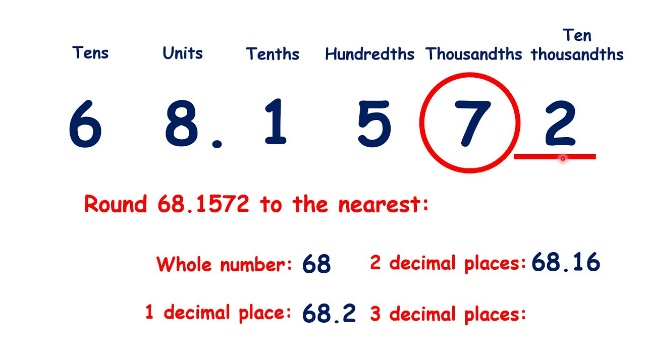 Ten
Tens Units Tenths Hundredths Thousandths thousandths
6 8 . 1 5 7 2
Round 68.1572 to the nearest:
Whole number: 68 2 decimal places: 68.16
1 decimal place: 68.2 3 decimal places: